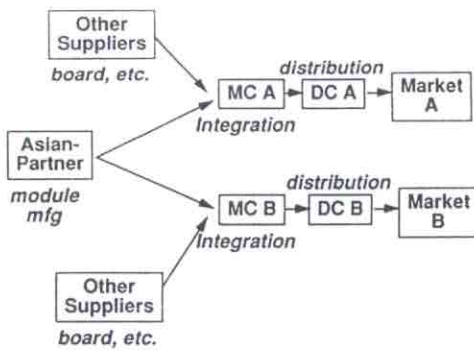 Other
Suppliers
board, etc.
distribution
MC A
DC A
Market
A
Integration
Asian-
Partner
module
mfg
distribution
MC B
DC B
Market
B
Integration
Other
Suppliers
board, etc.